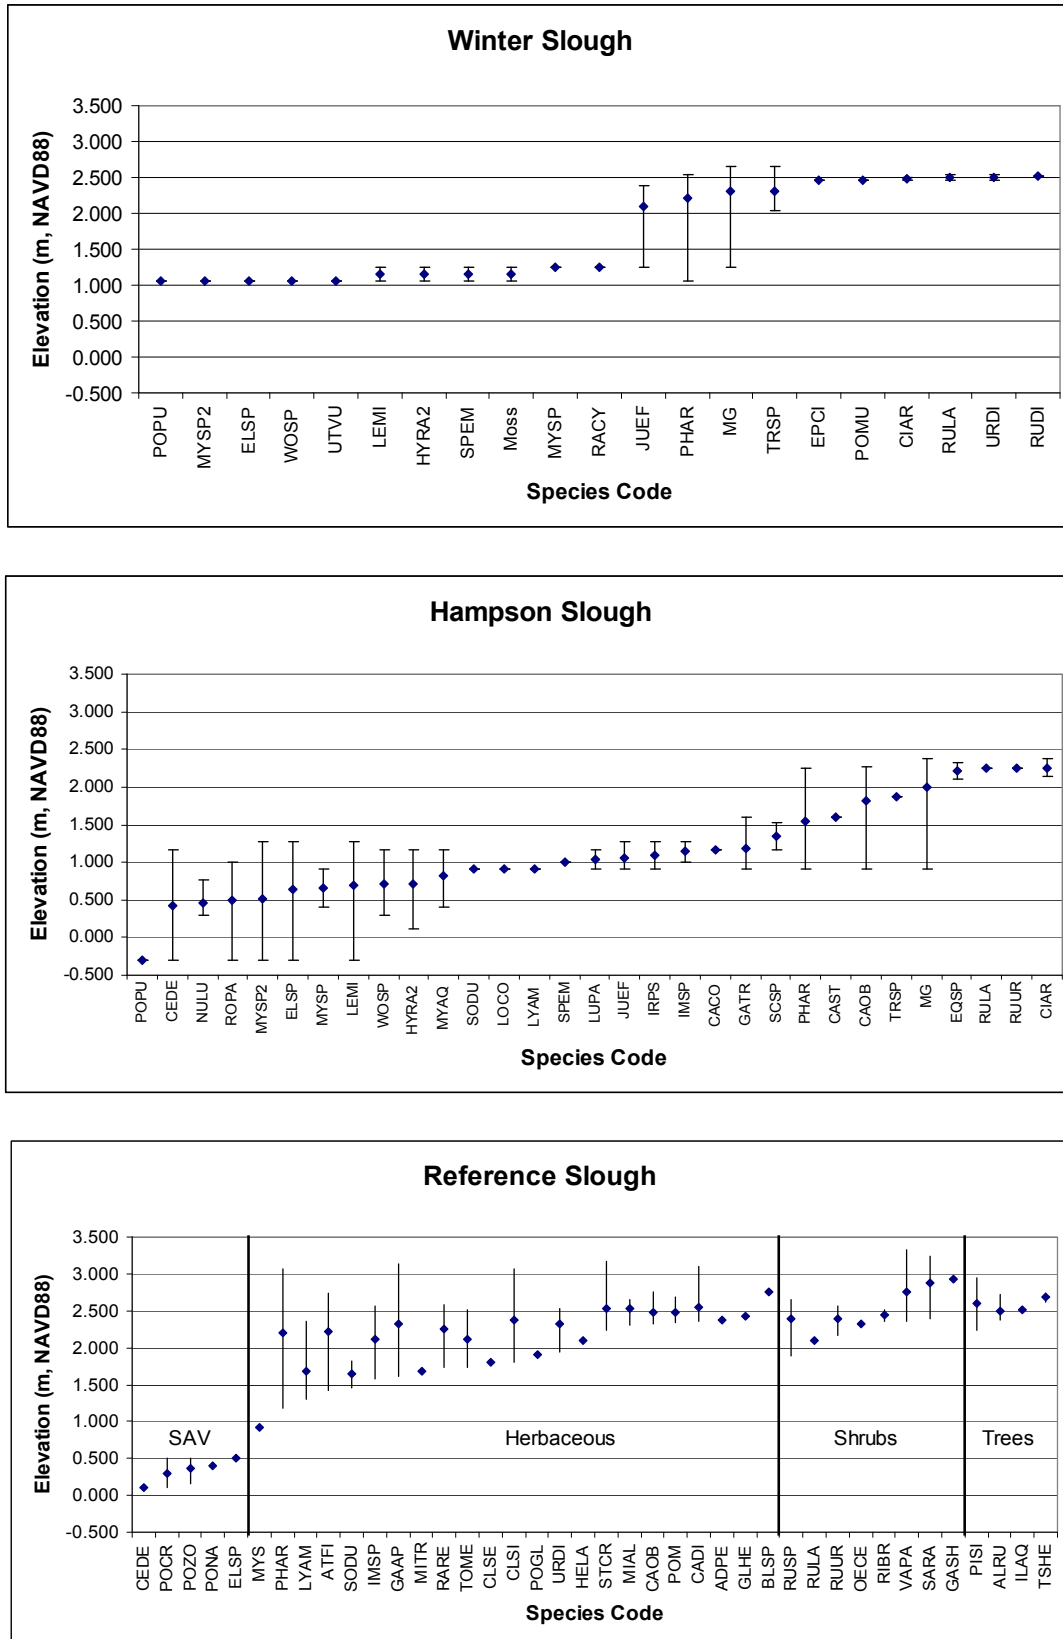 Winter Slough
3.500
3.000
2.500
2.000
1.500
1.000
0.500
0.000
-0.500
Elevation (m, NAVD88)
POPU MYSP2 ELSP WOSP UTVU LEMI HYRA2 SPEM Moss MYSP RACY JUEF PHAR MG TRSP EPCI POMU CIAR RULA URDI RUDI
Species Code
Hampson Slough
3.500
3.000
2.500
2.000
1.500
1.000
0.500
0.000
-0.500
Elevation (m, NAVD88)
POPU CEDE NULU ROPA MYSP2 ELSP MYSP LEMI WOSP HYRA2 MYAQ SODU LOCO LYAM SPEM LUPA JUEF IRPS IMSP CACO GATR SCSP PHAR CAST CAOB TRSP MG EQSP RULA RUUR CIAR
Species Code
Reference Slough
3.500
3.000
2.500
2.000
1.500
1.000
0.500
0.000
-0.500
Elevation (m, NAVD88)
SAV Herbaceous Shrubs Trees
CEDE POCR POZO PONA ELSP MYS PHAR LYAM ATFI SODU IMSP GAAP MITR RARE TOME CLSE CLSI POGL URDI HELA STCR MIAL CAOB POM CADI ADPE GLHE BLSP RUSP RULA RUUR OECE RIBR VAPA SARA GASH PISI ALRU ILAQ TSHE
Species Code